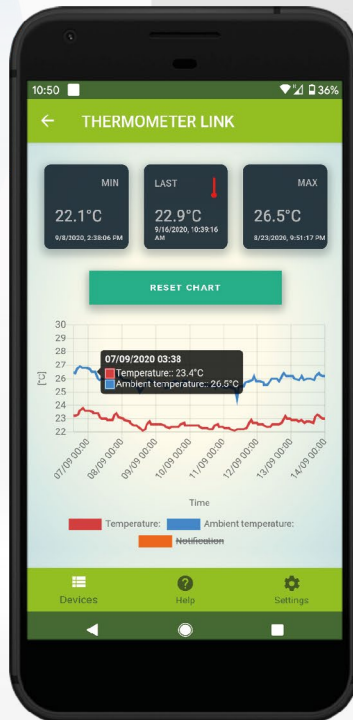 10:50 36%
THERMOMETER LINK
MIN
22.1°C
9/8/2020, 2:38:06 PM
LAST
22.9°C
9/16/2020, 10:39:16
AM
MAX
26.5°C
8/23/2020, 9:51:17 PM
RESET CHART
30
29
28
27
26
25
24
23
22
[°C]
07/09/2020 03:38
Temperature:: 23.4°C
Ambient temperature:: 26.5°C
07/09 00:00
08/09 00:00
09/09 00:00
10/09 00:00
11/09 00:00
12/09 00:00
13/09 00:00
14/09 00:00
Time
Temperature: Ambient temperature:
Notification
Devices Help Settings